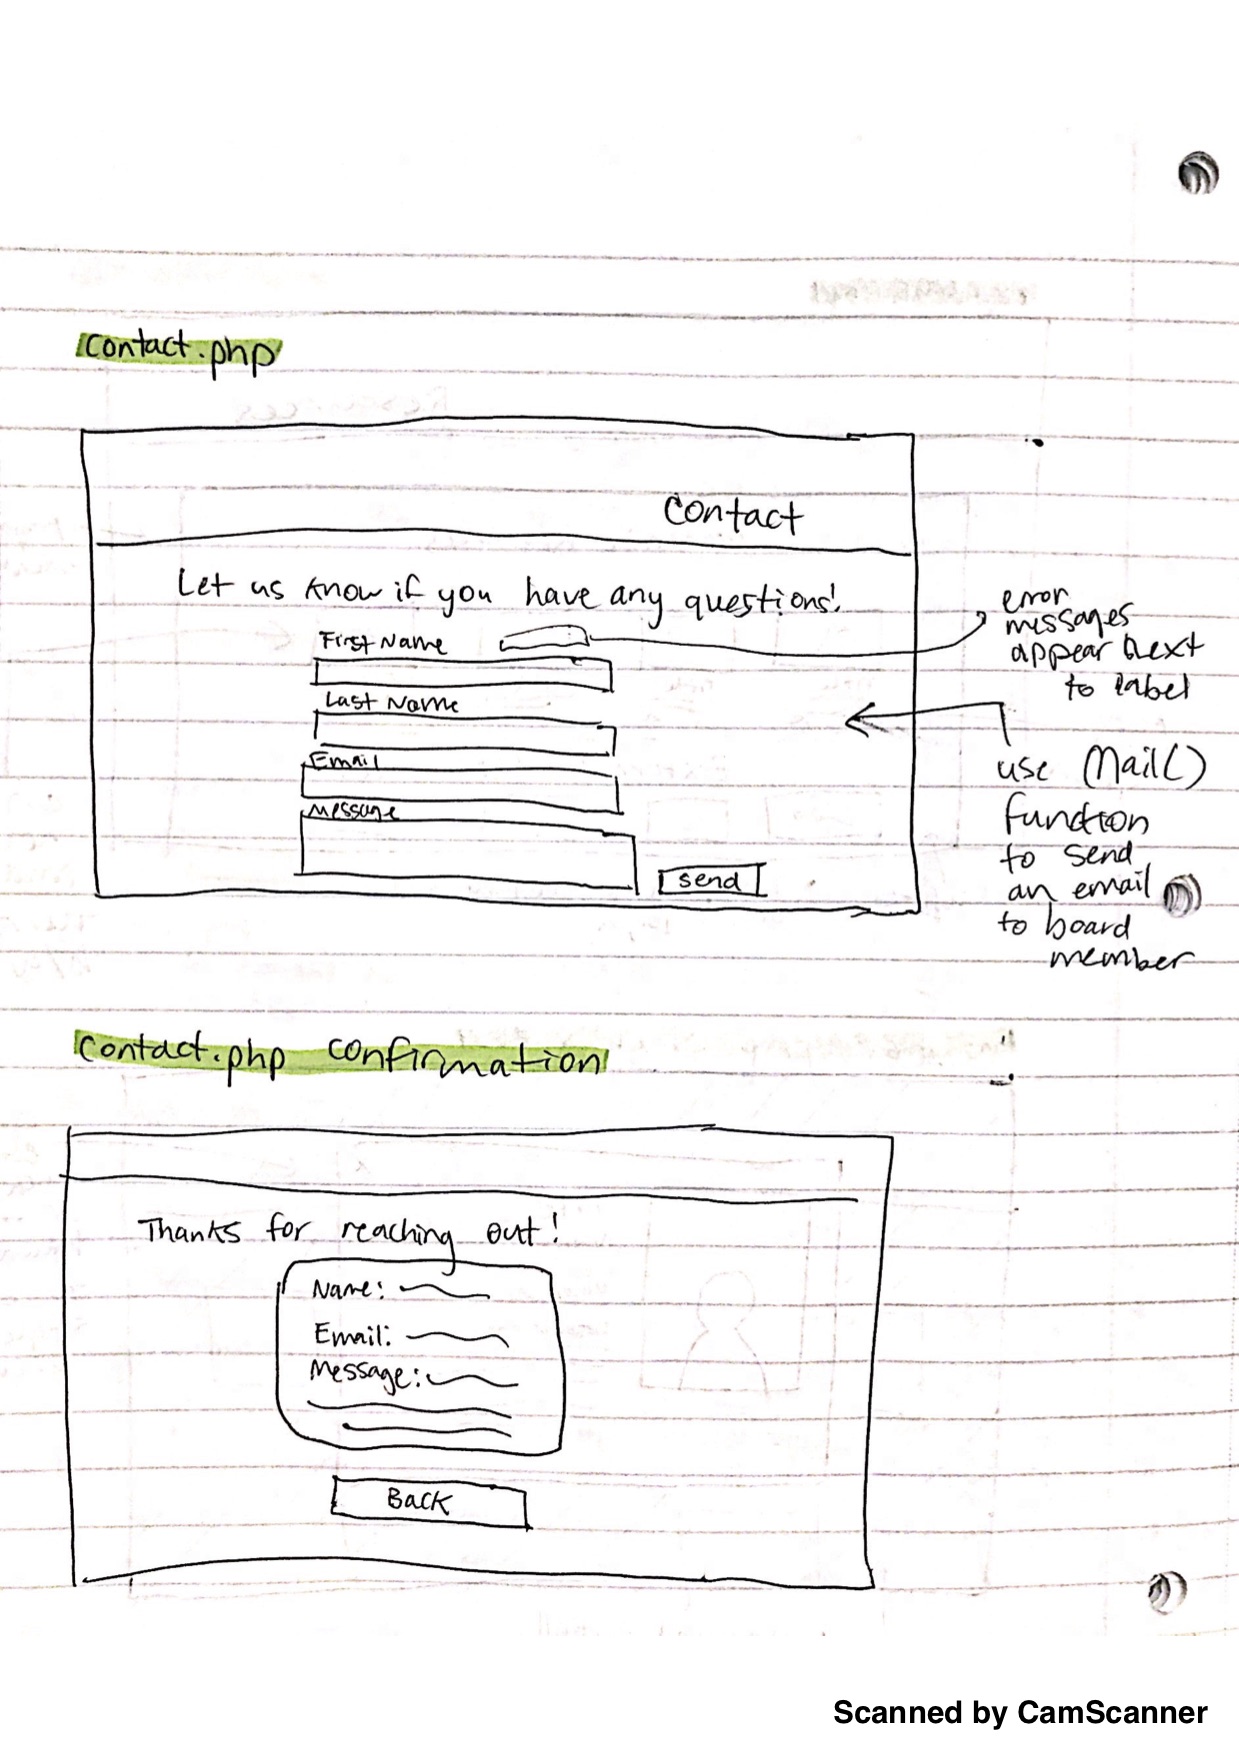 contact.php
Contact
Let us know if you have any questions!
First Name
Last Name
Email
Message
send
error
messages
appear next
to label
use Mail()
function
to send
an email
to board
member
contact.php confirmation
Thanks for reaching out!
Name:
Email:
Message:
Back
Scanned by CamScanner